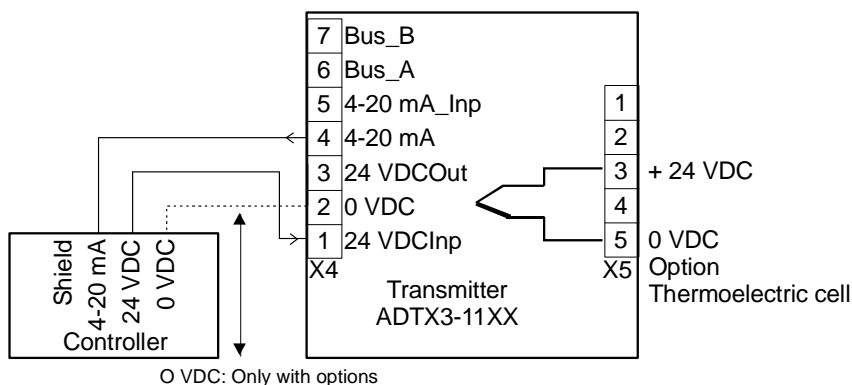 7 Bus_B
6 Bus_A
5 4-20 mA_Inp
4 4-20 mA
3 24 VDCOut
2 0 VDC
1 24 VDCInp
X4
1
2
3 + 24 VDC
4
5 0 VDC
X5 Option
Thermoelectric cell
Transmitter
ADTX3-11XX
Shield
4-20 mA
24 VDC
0 VDC
Controller
O VDC: Only with options